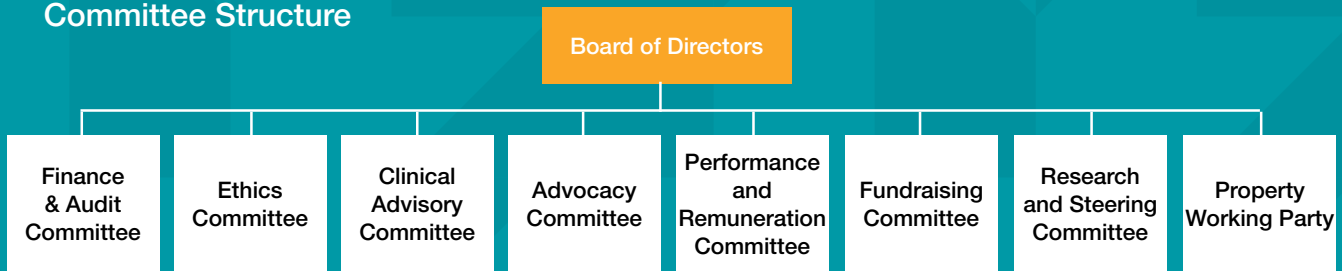 Committee Structure
Board of Directors
Finance
& Audit
Committee
Ethics
Committee
Clinical
Advisory
Committee
Advocacy
Committee
Performance
and
Remuneration
Committee
Fundraising
Committee
Research
and Steering
Committee
Property
Working Party